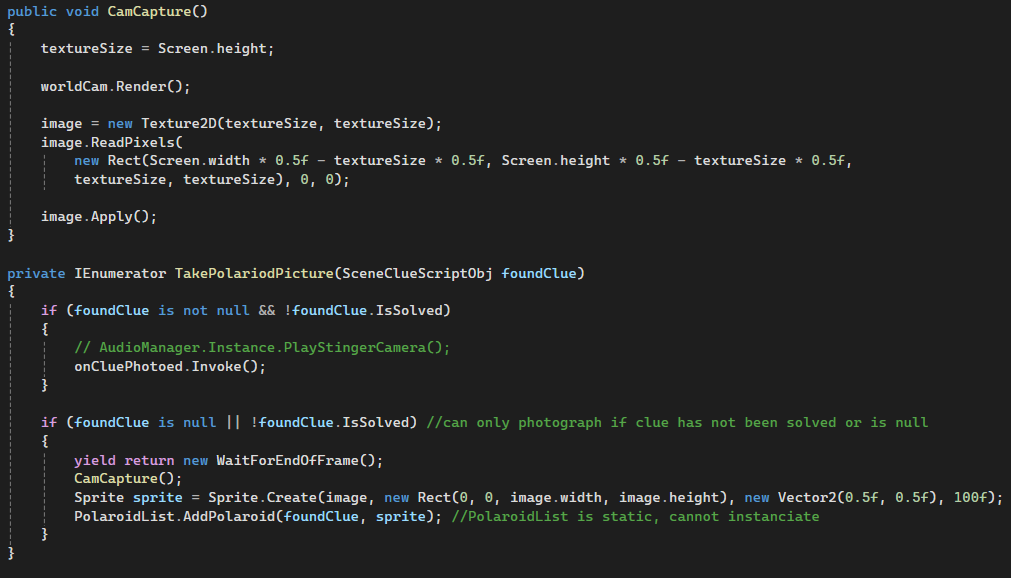 public void CamCapture()
{
    textureSize = Screen.height;

    worldCam.Render();

    image = new Texture2D(textureSize, textureSize);
    image.ReadPixels(
        new Rect(Screen.width * 0.5f - textureSize * 0.5f, Screen.height * 0.5f - textureSize * 0.5f,
        textureSize, textureSize), 0, 0);

    image.Apply();
}

private IEnumerator TakePolariodPicture(SceneClueScriptObj foundClue)
{
    if (foundClue is not null && !foundClue.IsSolved)
    {
        // AudioManager.Instance.PlayStingerCamera();
        onCluePhotoed.Invoke();
    }

    if (foundClue is null || !foundClue.IsSolved) //can only photograph if clue has not been solved or is null
    {
        yield return new WaitForEndOfFrame();
        CamCapture();
        Sprite sprite = Sprite.Create(image, new Rect(0, 0, image.width, image.height), new Vector2(0.5f, 0.5f), 100f);
        PolaroidList.AddPolaroid(foundClue, sprite); //PolaroidList is static, cannot instanciate
    }
}